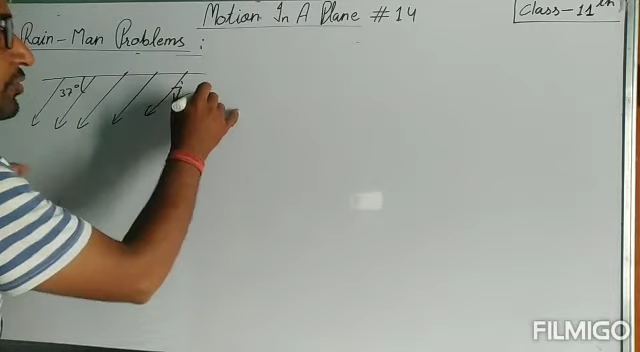 Motion In A Plane # 14
Class-11th
Rain-Man Problems :
37°
FILMIGO